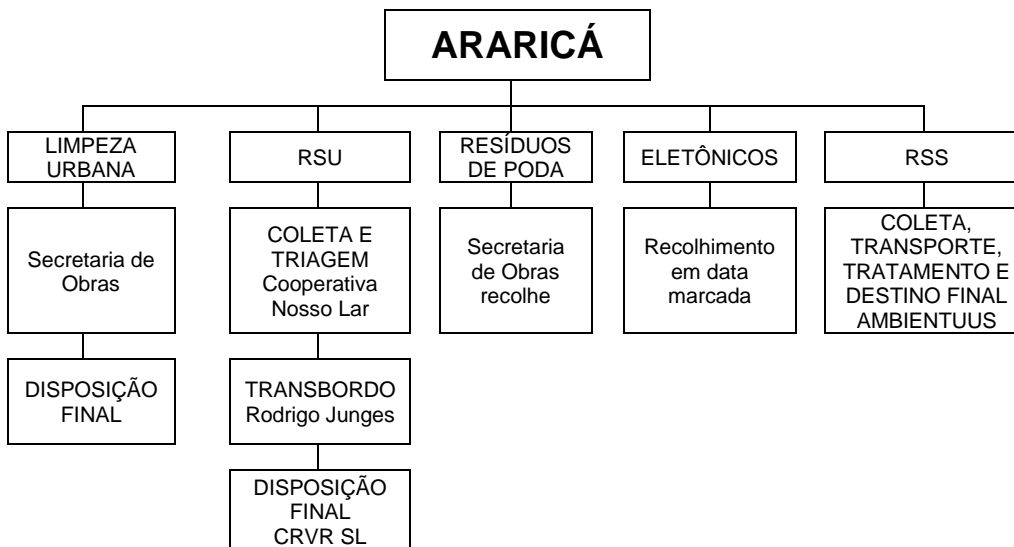 ARARICÁ
LIMPEZA
URBANA
RSU
RESÍDUOS
DE PODA
ELETÔNICOS
RSS
Secretaria de
Obras
COLETA E
TRIAGEM
Cooperativa
Nosso Lar
Secretaria
de Obras
recolhe
Recolhimento
em data
marcada
COLETA,
TRANSPORTE,
TRATAMENTO E
DESTINO FINAL
AMBIENTUUS
DISPOSIÇÃO
FINAL
TRANSBORDO
Rodrigo Junges
DISPOSIÇÃO
FINAL
CRVR SL